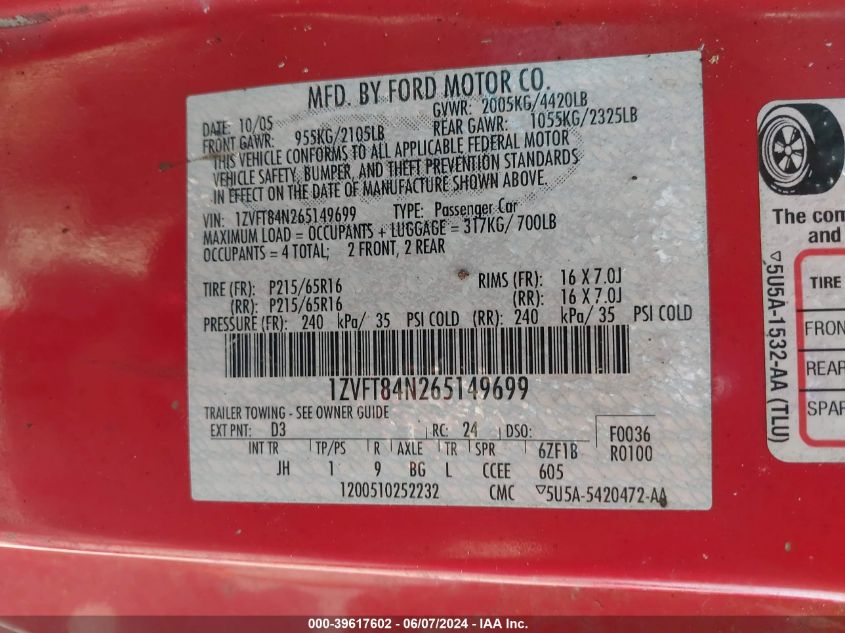 MFD. BY FORD MOTOR CO.
DATE: 10/05 GVWR: 2005KG/4420LB
FRONT GAWR: 955KG/2105LB REAR GAWR: 1055KG/2325LB
THIS VEHICLE CONFORMS TO ALL APPLICABLE FEDERAL MOTOR
VEHICLE SAFETY, BUMPER, AND THEFT PREVENTION STANDARDS
IN EFFECT ON THE DATE OF MANUFACTURE SHOWN ABOVE.
VIN: 1ZVFT84N265149699 TYPE: Passenger Car
MAXIMUM LOAD = OCCUPANTS + LUGGAGE = 317KG/700LB
OCCUPANTS = 4 TOTAL; 2 FRONT, 2 REAR
TIRE (FR): P215/65R16 RIMS (FR): 16 X 7.0J
(RR): P215/65R16 (RR): 16 X 7.0J
PRESSURE (FR): 240 kPa/ 35 PSI COLD (RR): 240 kPa/ 35 PSI COLD
1ZVFT84N265149699
TRAILER TOWING - SEE OWNER GUIDE
EXT PNT: D3 RC: 24 DSO: F0036
INT TR TP/PS R AXLE TR SPR 6ZF1B R0100
JH 1 9 BG L CCEE 605
1200510252232 CMC ▽5U5A-5420472-AA
▽5U5A-1532-AA (TLU)
The com
and
TIRE
FRON
REAR
SPAR
000-39617602 - 06/07/2024 - IAA Inc.